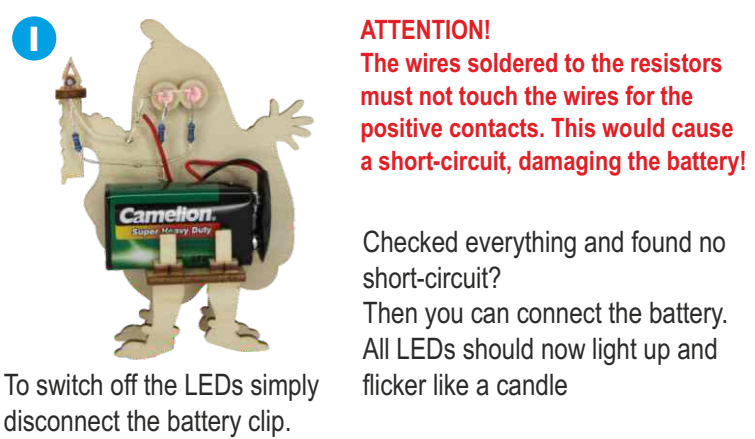 I
ATTENTION!
The wires soldered to the resistors
must not touch the wires for the
positive contacts. This would cause
a short-circuit, damaging the battery!
Camelion.
Super Heavy Duty
Checked everything and found no
short-circuit?
Then you can connect the battery.
All LEDs should now light up and
flicker like a candle
To switch off the LEDs simply
disconnect the battery clip.